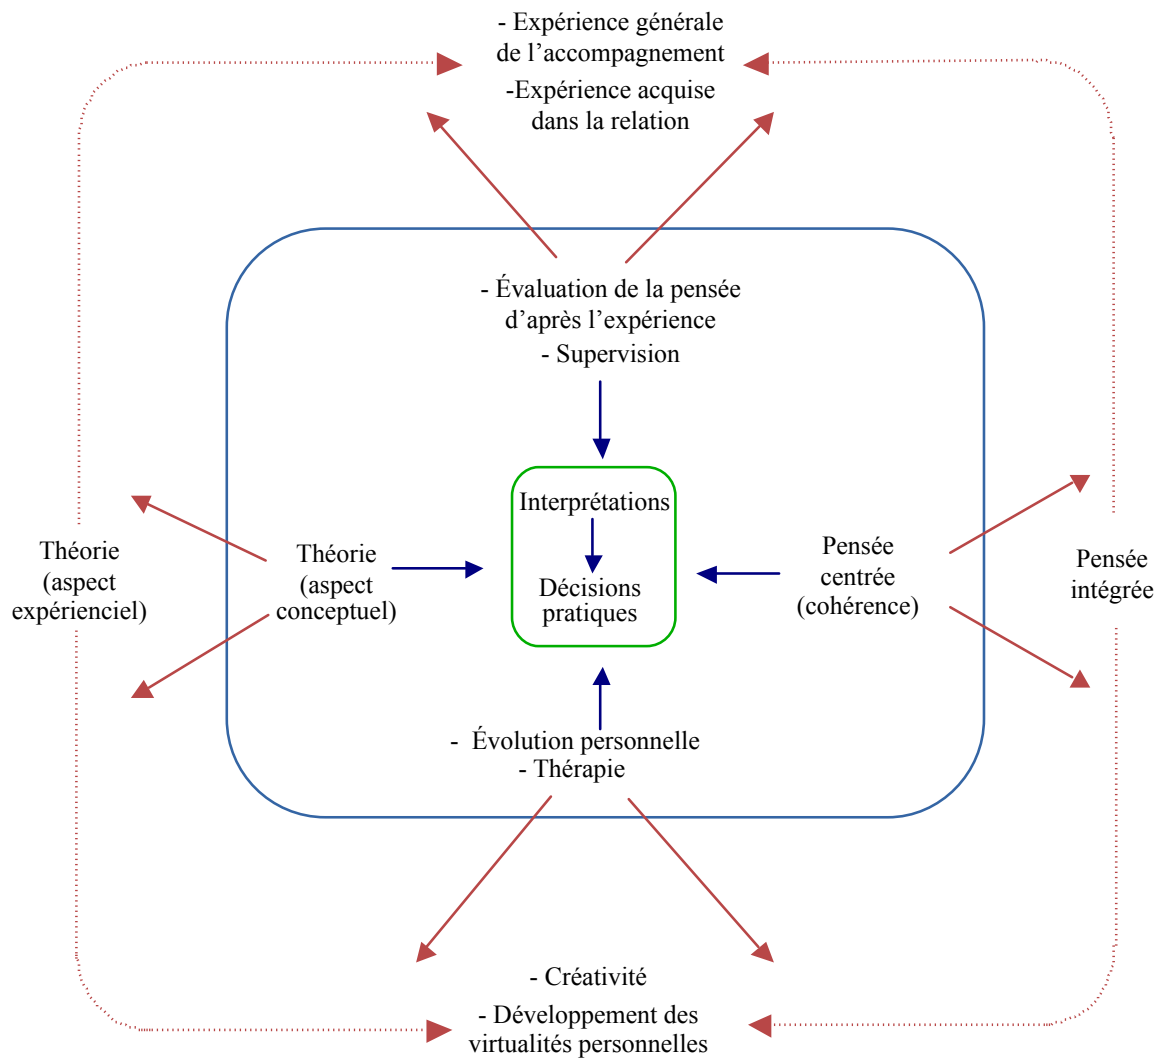 - Expérience générale
de l’accompagnement
-Expérience acquise
dans la relation
- Évaluation de la pensée
d’après l’expérience
- Supervision
Théorie
(aspect
expérienciel)
Théorie
(aspect
conceptuel)
Interprétations
Décisions
pratiques
Pensée
centrée
(cohérence)
Pensée
intégrée
- Évolution personnelle
- Thérapie
- Créativité
- Développement des
virtualités personnelles